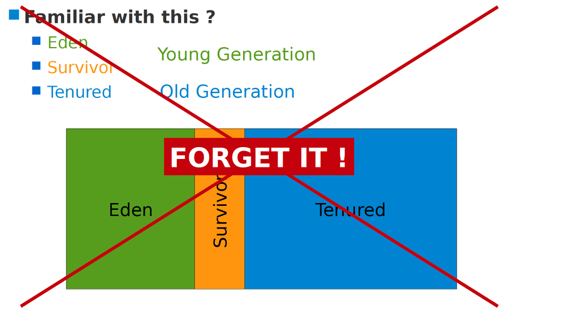 Familiar with this ?
Eden
Young Generation
Survivor
Tenured
Old Generation
FORGET IT !
Eden
Survivor
Tenured